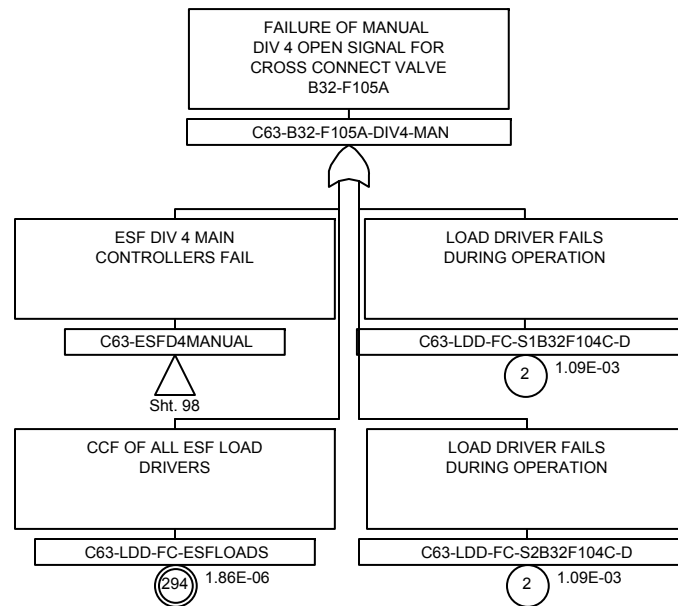 FAILURE OF MANUAL
DIV 4 OPEN SIGNAL FOR
CROSS CONNECT VALVE
B32-F105A
C63-B32-F105A-DIV4-MAN
ESF DIV 4 MAIN
CONTROLLERS FAIL
C63-ESFD4MANUAL
Sht. 98
LOAD DRIVER FAILS
DURING OPERATION
C63-LDD-FC-S1B32F104C-D
2 1.09E-03
CCF OF ALL ESF LOAD
DRIVERS
C63-LDD-FC-ESFLOADS
294 1.86E-06
LOAD DRIVER FAILS
DURING OPERATION
C63-LDD-FC-S2B32F104C-D
2 1.09E-03